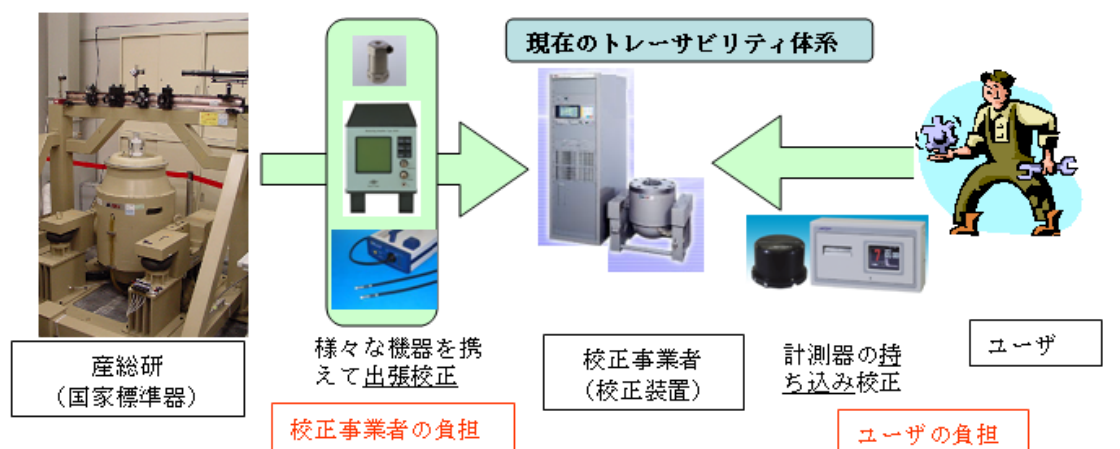 現在のトレーサビリティ体系
産総研
（国家標準器）
様々な機器を携
えて出張校正
校正事業者の負担
校正事業者
（校正装置）
計測器の持
ち込み校正
ユーザの負担
ユーザ